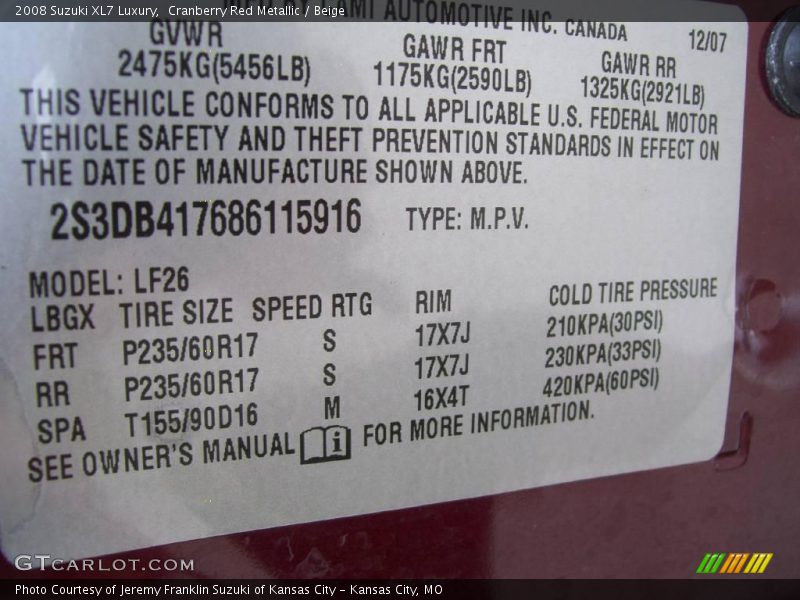 2008 Suzuki XL7 Luxury,  Cranberry Red Metallic / Beige
AUTOMOTIVE INC. CANADA
12/07
GVWR GAWR FRT GAWR RR
2475KG(5456LB) 1175KG(2590LB) 1325KG(2921LB)
THIS VEHICLE CONFORMS TO ALL APPLICABLE U.S. FEDERAL MOTOR
VEHICLE SAFETY AND THEFT PREVENTION STANDARDS IN EFFECT ON
THE DATE OF MANUFACTURE SHOWN ABOVE.
2S3DB417686115916 TYPE: M.P.V.
MODEL: LF26
LBGX TIRE SIZE SPEED RTG RIM COLD TIRE PRESSURE
FRT P235/60R17 S 17X7J 210KPA(30PSI)
RR P235/60R17 S 17X7J 230KPA(33PSI)
SPA T155/90D16 M 16X4T 420KPA(60PSI)
SEE OWNER'S MANUAL i FOR MORE INFORMATION.
GTCARLOT.COM
Photo Courtesy of Jeremy Franklin Suzuki of Kansas City - Kansas City, MO